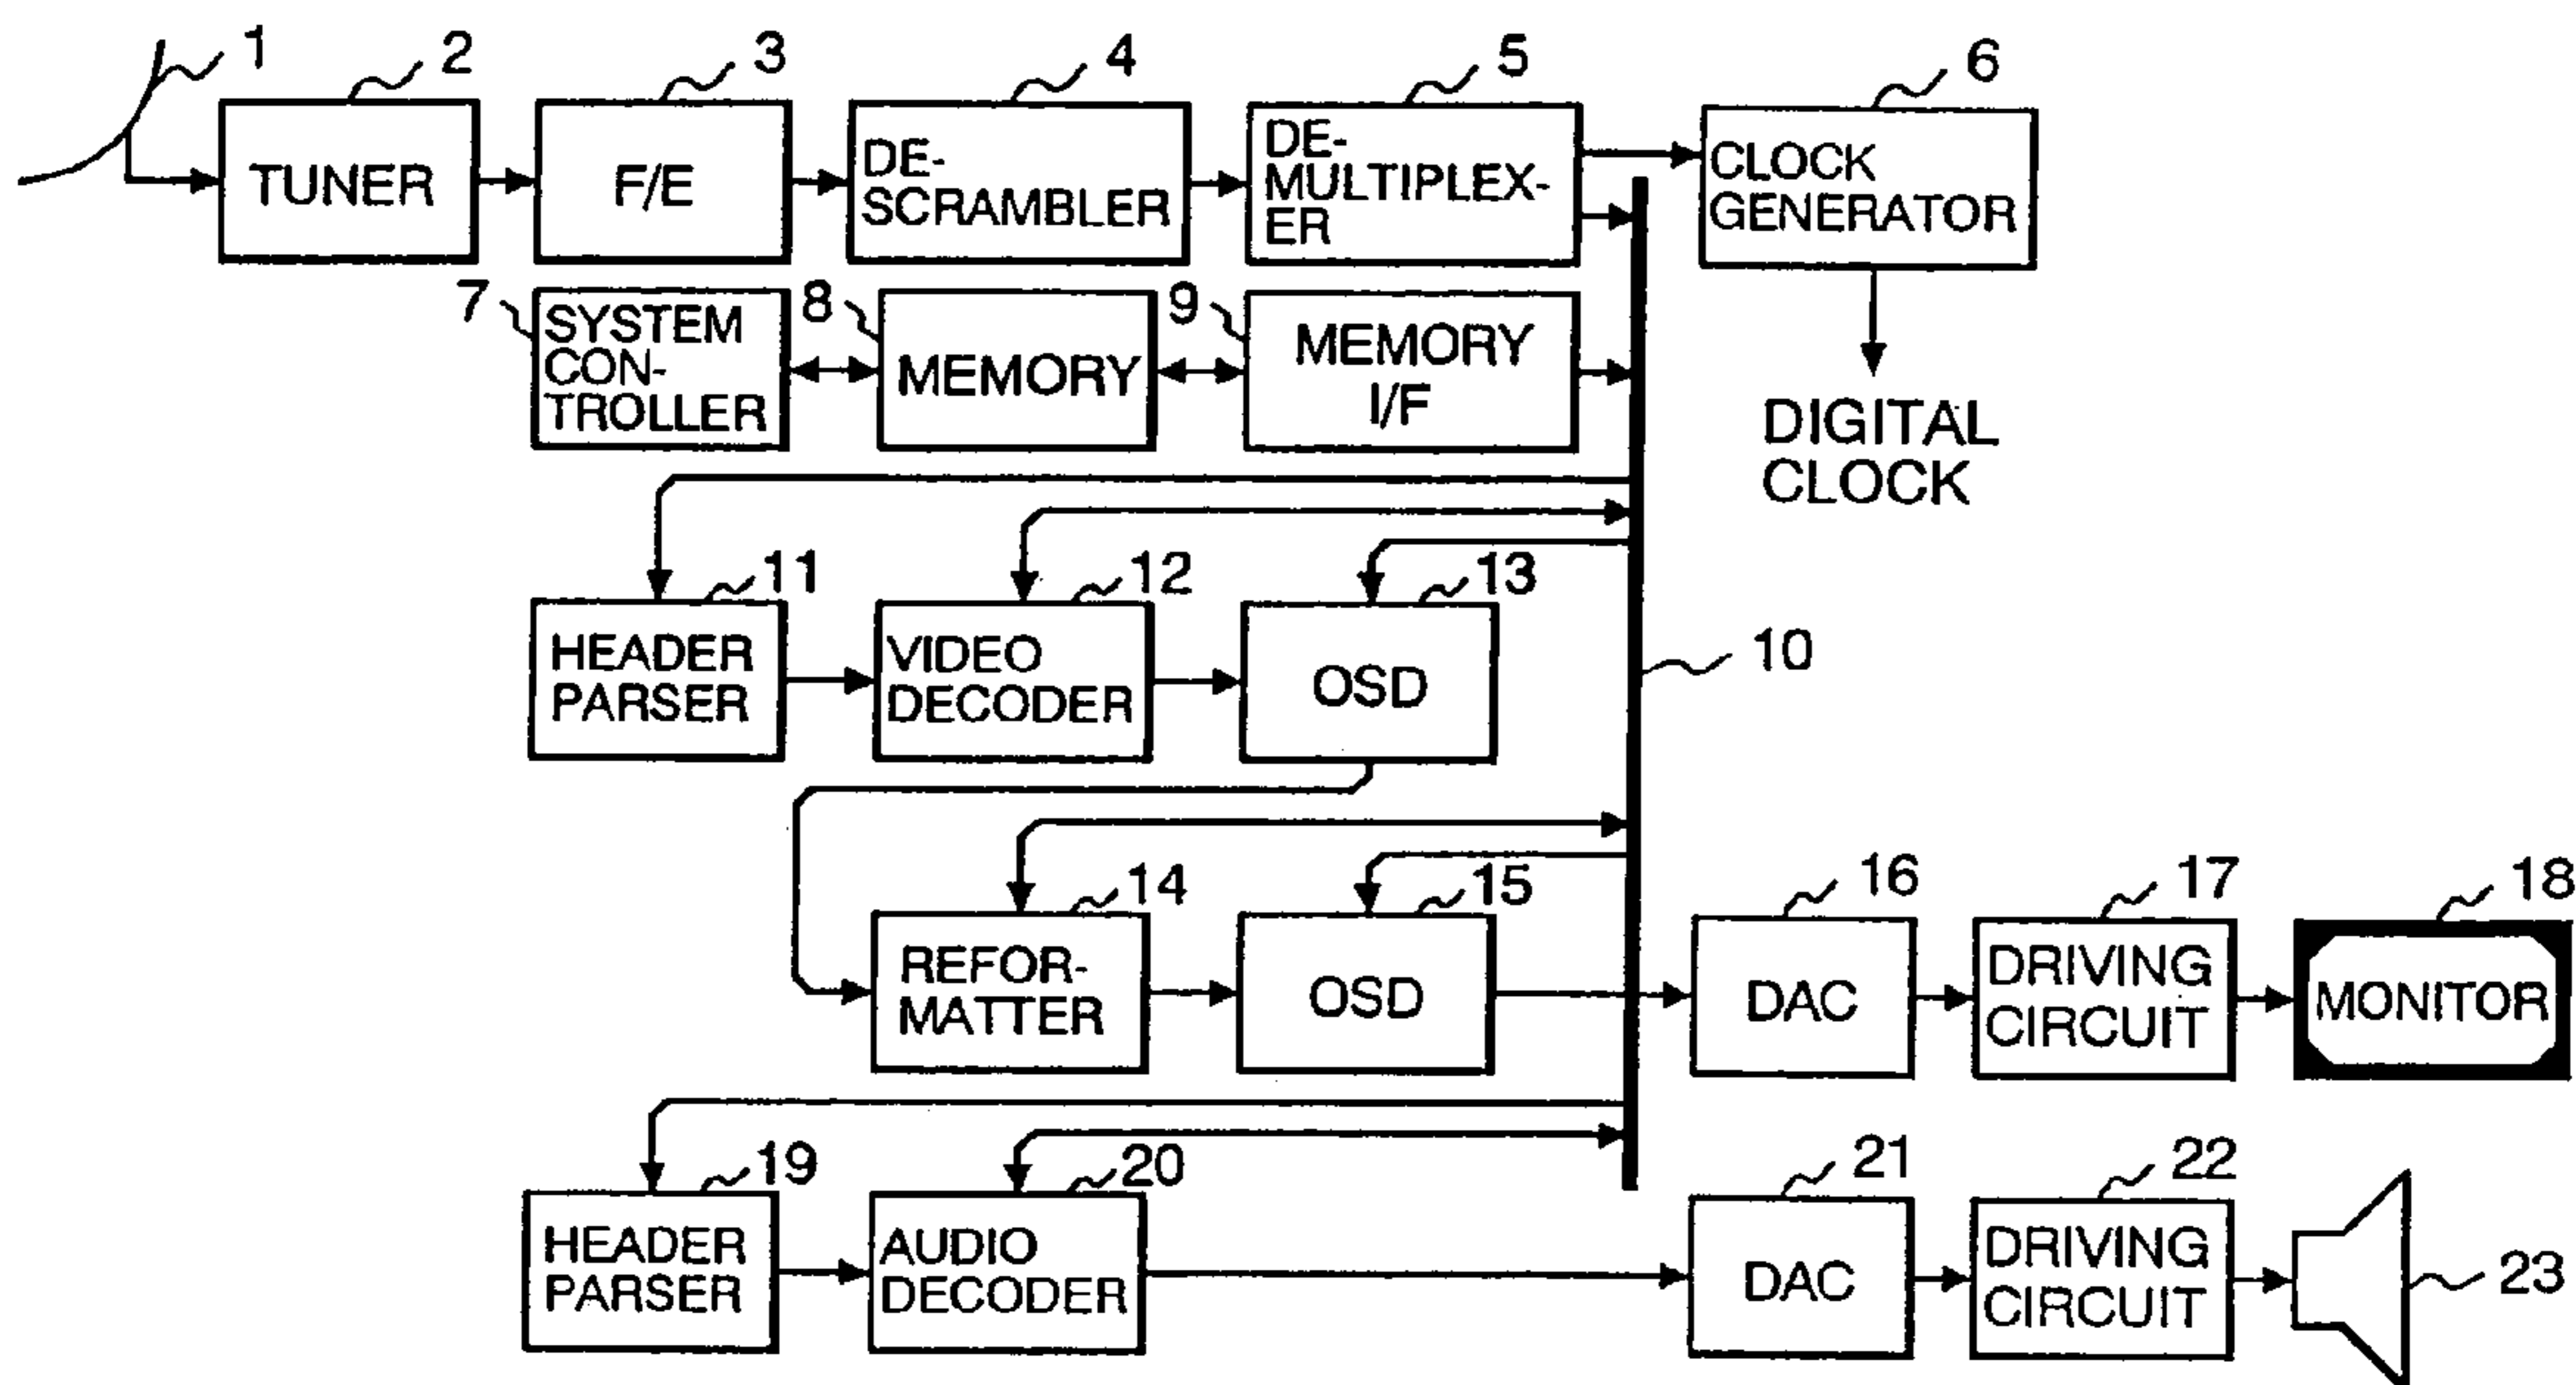 1
2
3
4
5
6
TUNER
F/E
DE-
SCRAMBLER
DE-
MULTIPLEX-
ER
CLOCK
GENERATOR
7
8
9
SYSTEM
CON-
TROLLER
MEMORY
MEMORY
I/F
DIGITAL
CLOCK
11
12
13
HEADER
PARSER
VIDEO
DECODER
OSD
10
14
15
16
17
18
REFOR-
MATTER
OSD
DAC
DRIVING
CIRCUIT
MONITOR
19
20
21
22
HEADER
PARSER
AUDIO
DECODER
DAC
DRIVING
CIRCUIT
23